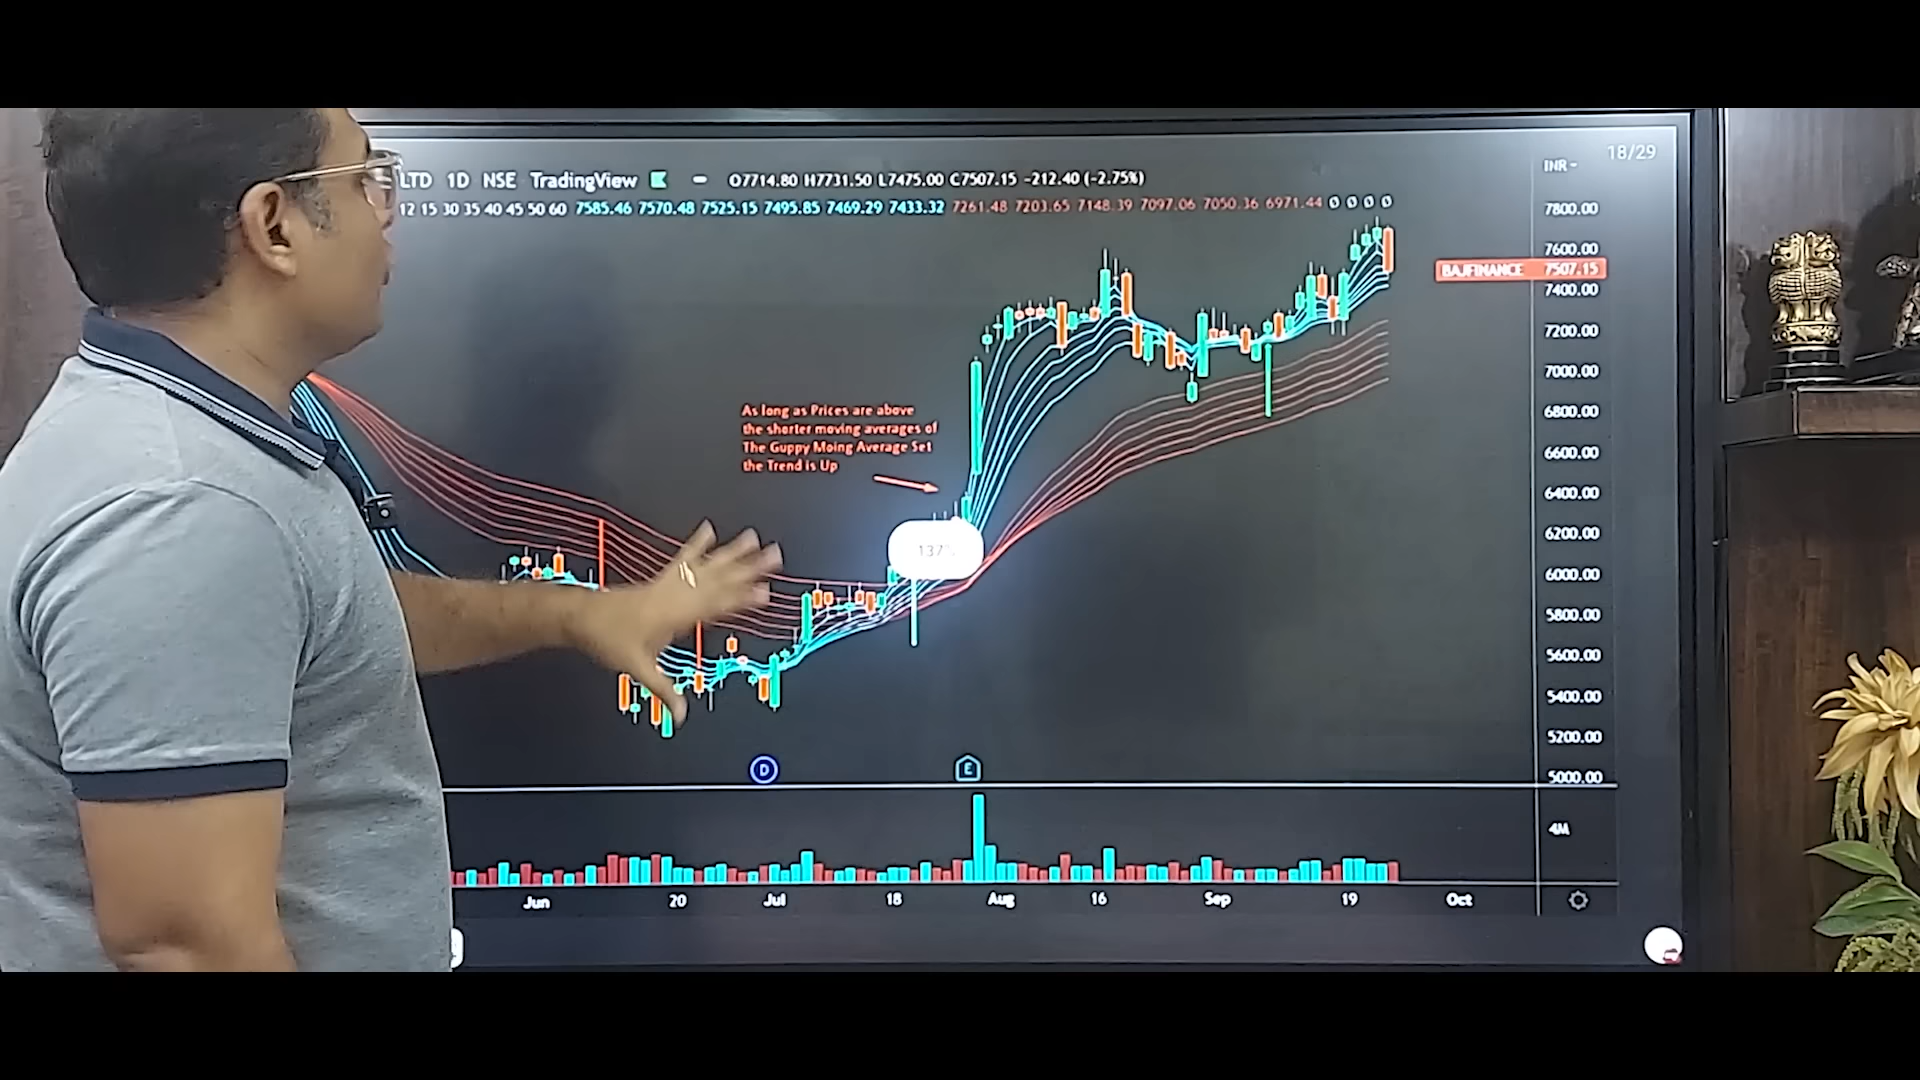 18/29
LTD 1D NSE TradingView O7714.80 H7731.50 L7475.00 C7507.15 -212.40 (-2.75%)
INR
12 15 30 35 40 45 50 60 7585.46 7570.48 7525.15 7495.85 7469.29 7433.32 7261.48 7203.65 7148.39 7097.06 7050.36 6971.44 0 0 0 0
7800.00
7600.00
BAJFINANCE 7507.15
7400.00
7200.00
7000.00
6800.00
6600.00
6400.00
6200.00
6000.00
5800.00
5600.00
5400.00
5200.00
5000.00
As long as Prices are above
the shorter moving averages of
The Guppy Moing Average Set
the Trend is Up
137%
D
E
4M
Jun 20 Jul 18 Aug 16 Sep 19 Oct